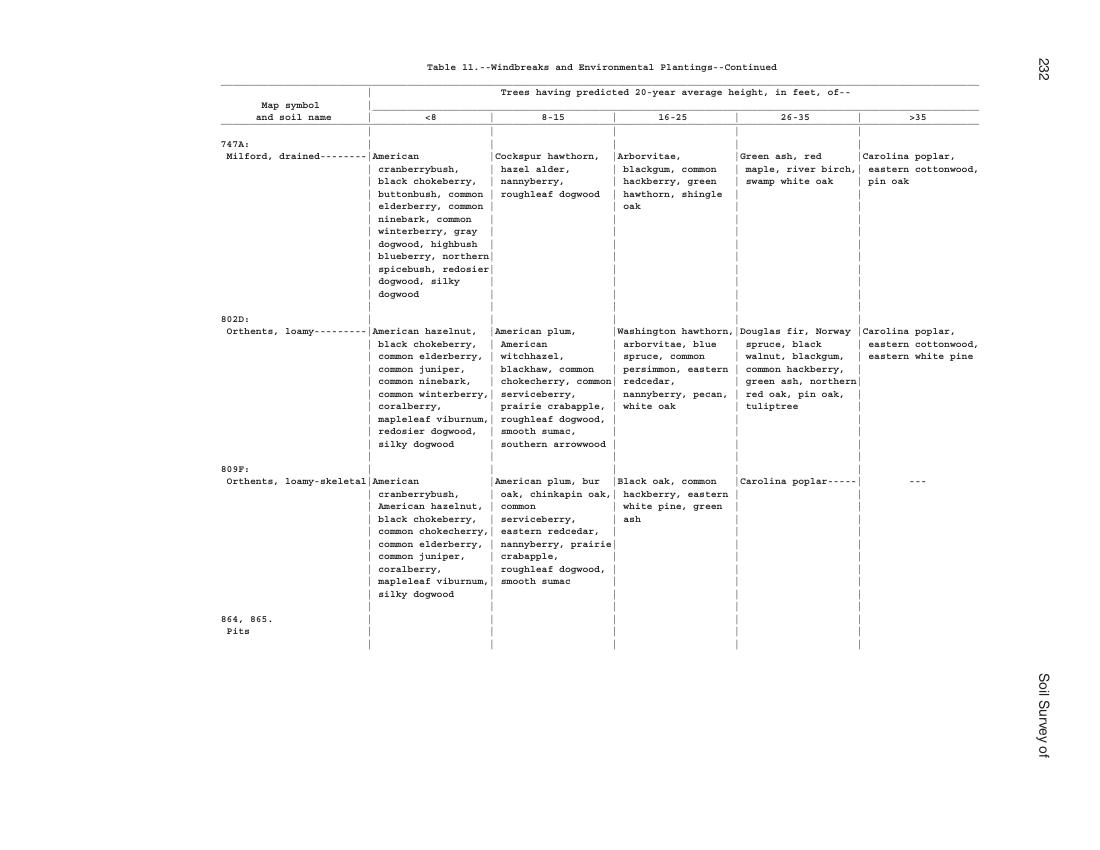 232
Table 11.--Windbreaks and Environmental Plantings--Continued
Trees having predicted 20-year average height, in feet, of--
Map symbol
and soil name | <8 | 8-15 | 16-25 | 26-35 | >35
747A:
Milford, drained--------|American |Cockspur hawthorn, |Arborvitae, |Green ash, red |Carolina poplar,
| cranberrybush, | hazel alder, | blackgum, common | maple, river birch, | eastern cottonwood,
| black chokeberry, | nannyberry, | hackberry, green | swamp white oak | pin oak
| buttonbush, common | roughleaf dogwood | hawthorn, shingle | |
| elderberry, common | | oak | |
| ninebark, common | | | |
| winterberry, gray | | | |
| dogwood, highbush | | | |
| blueberry, northern| | | |
| spicebush, redosier| | | |
| dogwood, silky | | | |
| dogwood | | | |
802D:
Orthents, loamy---------|American hazelnut, |American plum, |Washington hawthorn,|Douglas fir, Norway |Carolina poplar,
| black chokeberry, | American | arborvitae, blue | spruce, black | eastern cottonwood,
| common elderberry, | witchhazel, | spruce, common | walnut, blackgum, | eastern white pine
| common juniper, | blackhaw, common | persimmon, eastern | common hackberry, |
| common ninebark, | chokecherry, common| redcedar, | green ash, northern|
| common winterberry,| serviceberry, | nannyberry, pecan, | red oak, pin oak, |
| coralberry, | prairie crabapple, | white oak | tuliptree |
| mapleleaf viburnum,| roughleaf dogwood, | | |
| redosier dogwood, | smooth sumac, | | |
| silky dogwood | southern arrowwood | | |
809F:
Orthents, loamy-skeletal|American |American plum, bur |Black oak, common |Carolina poplar-----| ---
| cranberrybush, | oak, chinkapin oak,| hackberry, eastern | |
| American hazelnut, | common | white pine, green | |
| black chokeberry, | serviceberry, | ash | |
| common chokecherry,| eastern redcedar, | | |
| common elderberry, | nannyberry, prairie| | |
| common juniper, | crabapple, | | |
| coralberry, | roughleaf dogwood, | | |
| mapleleaf viburnum,| smooth sumac | | |
| silky dogwood | | | |
864, 865.
Pits
Soil Survey of